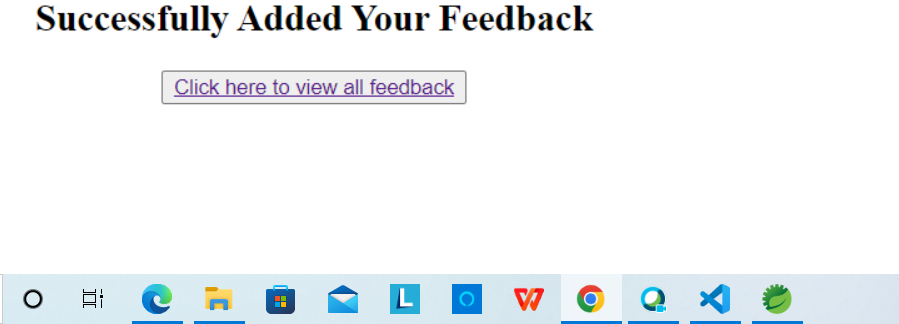 Successfully Added Your Feedback
Click here to view all feedback
L
W